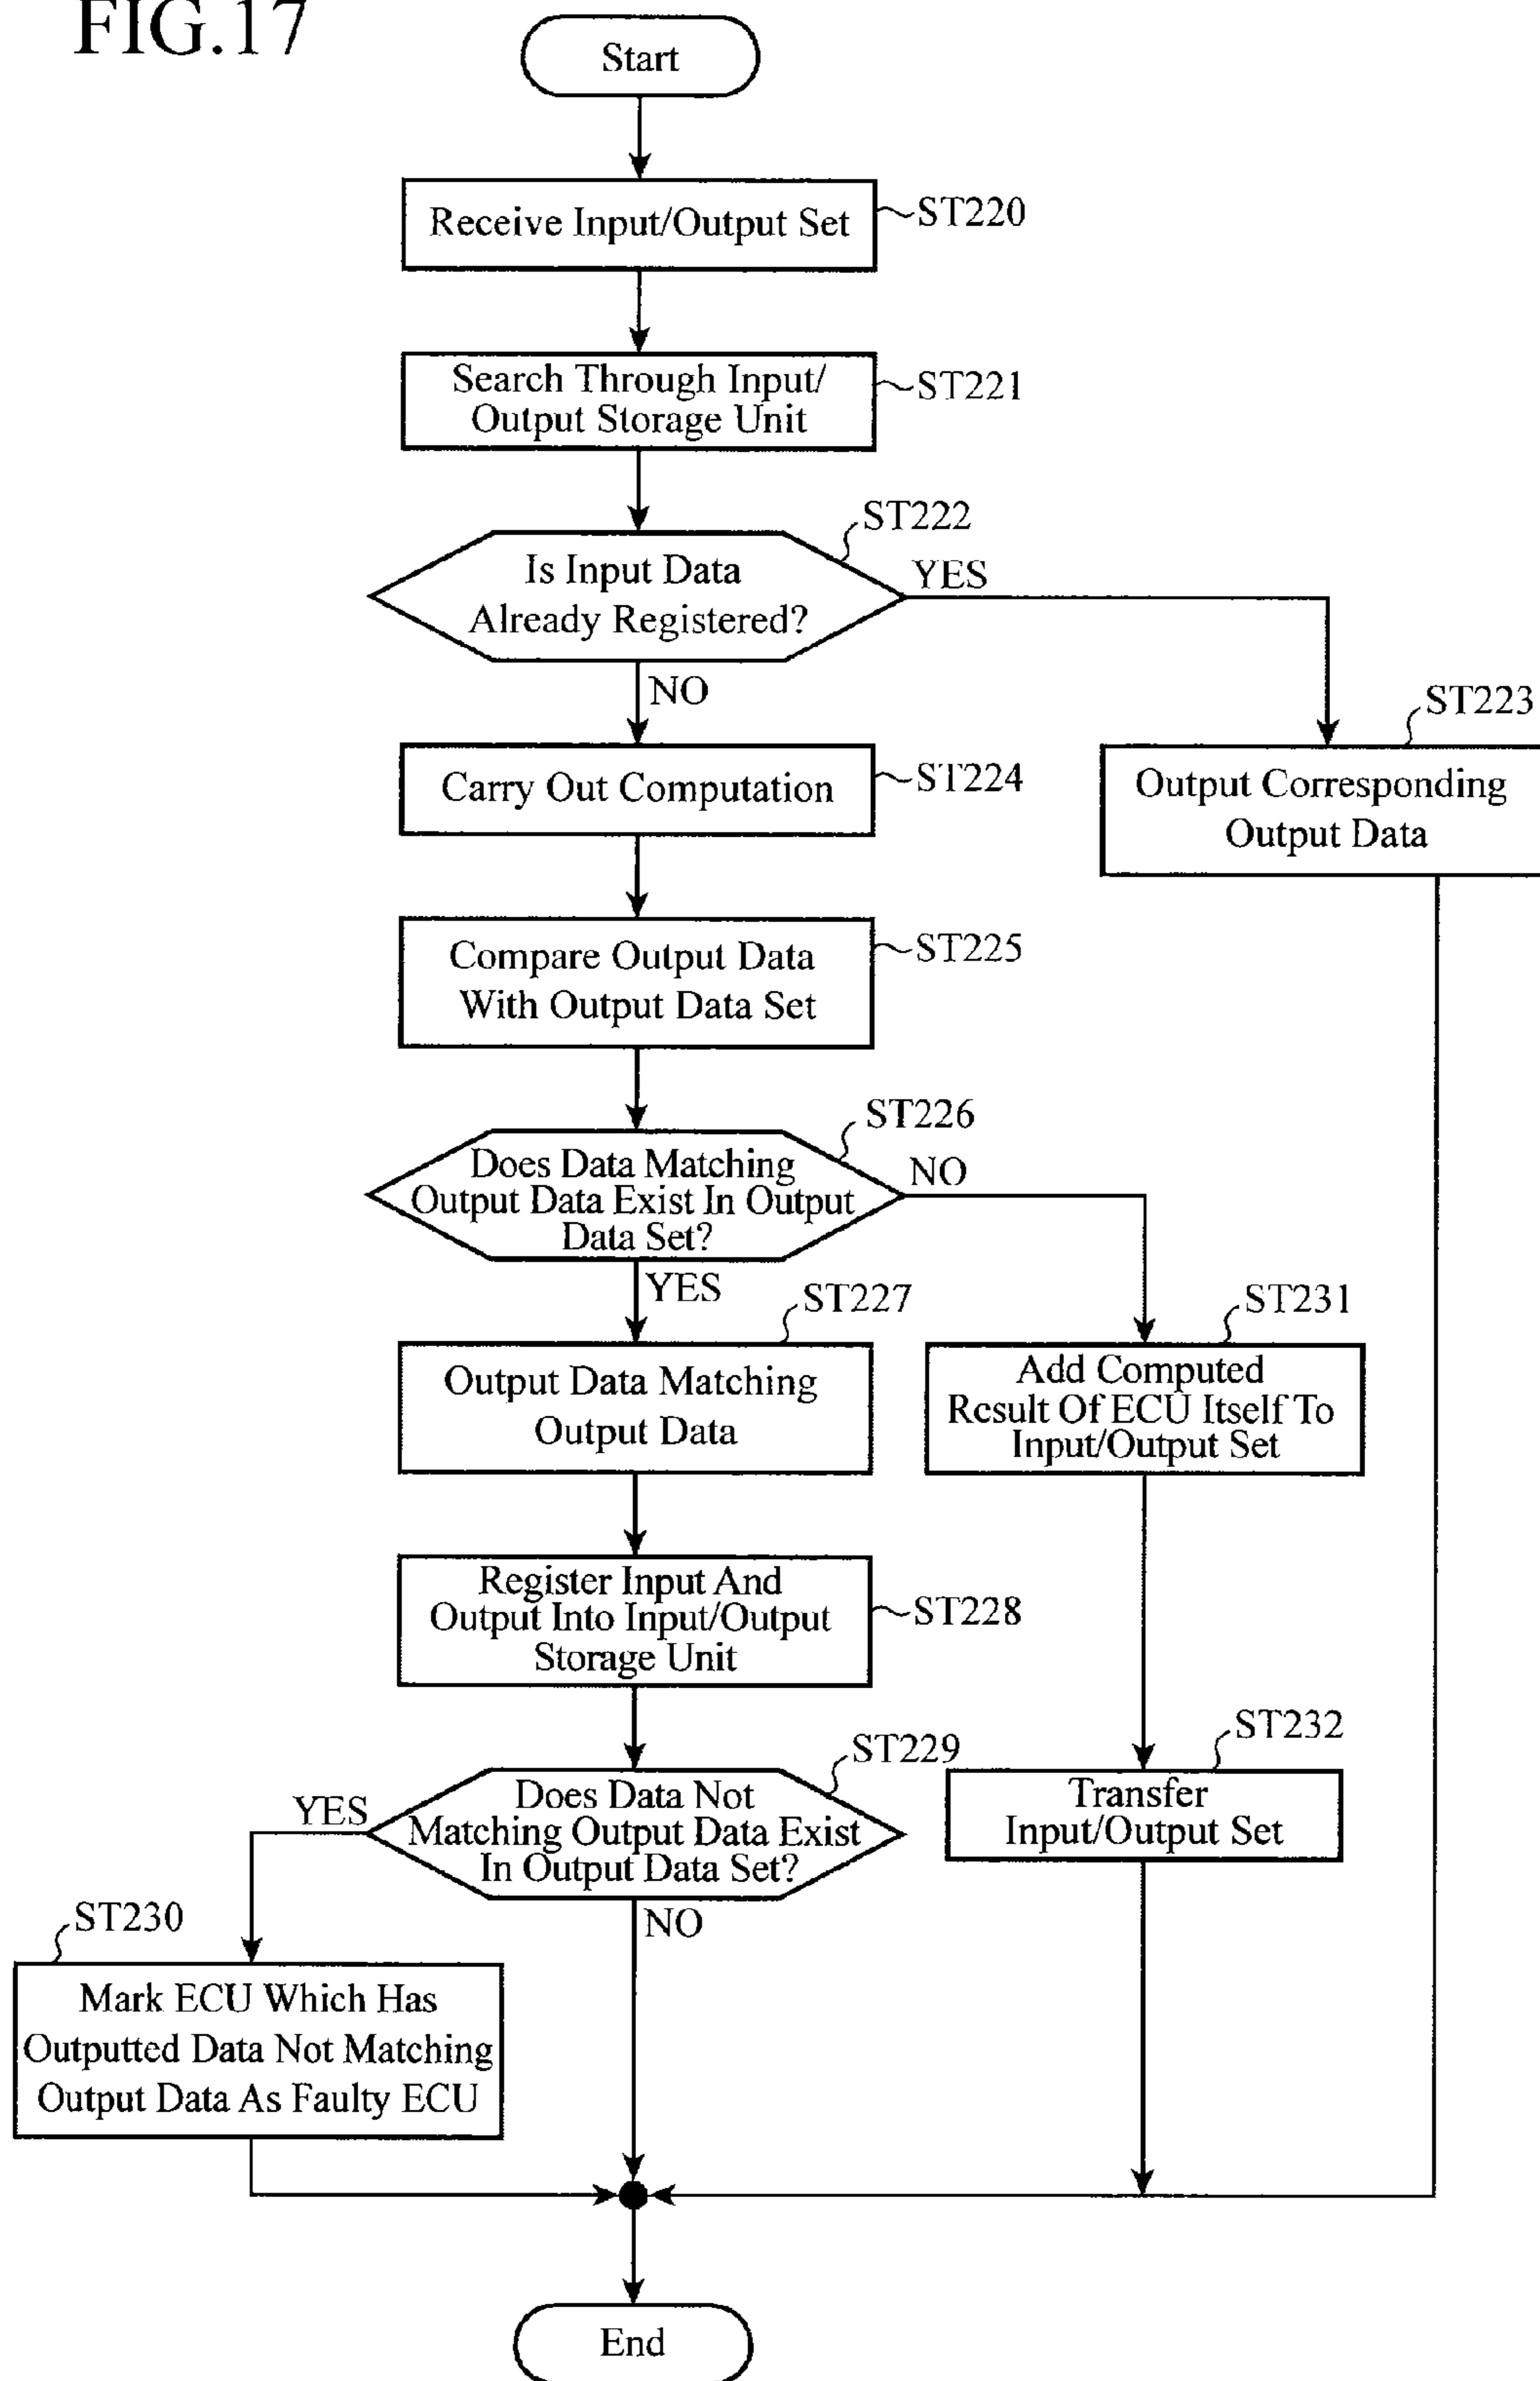 FIG.17
Start
Receive Input/Output Set
ST220
Search Through Input/
Output Storage Unit
ST221
ST222
Is Input Data
Already Registered?
YES
NO
ST223
Output Corresponding
Output Data
Carry Out Computation
ST224
Compare Output Data
With Output Data Set
ST225
ST226
Does Data Matching
Output Data Exist In Output
Data Set?
NO
YES
ST227
Output Data Matching
Output Data
ST231
Add Computed
Result Of ECU Itself To
Input/Output Set
Register Input And
Output Into Input/Output
Storage Unit
ST228
ST229
Does Data Not
Matching Output Data Exist
In Output Data Set?
YES
NO
ST232
Transfer
Input/Output Set
ST230
Mark ECU Which Has
Outputted Data Not Matching
Output Data As Faulty ECU
End